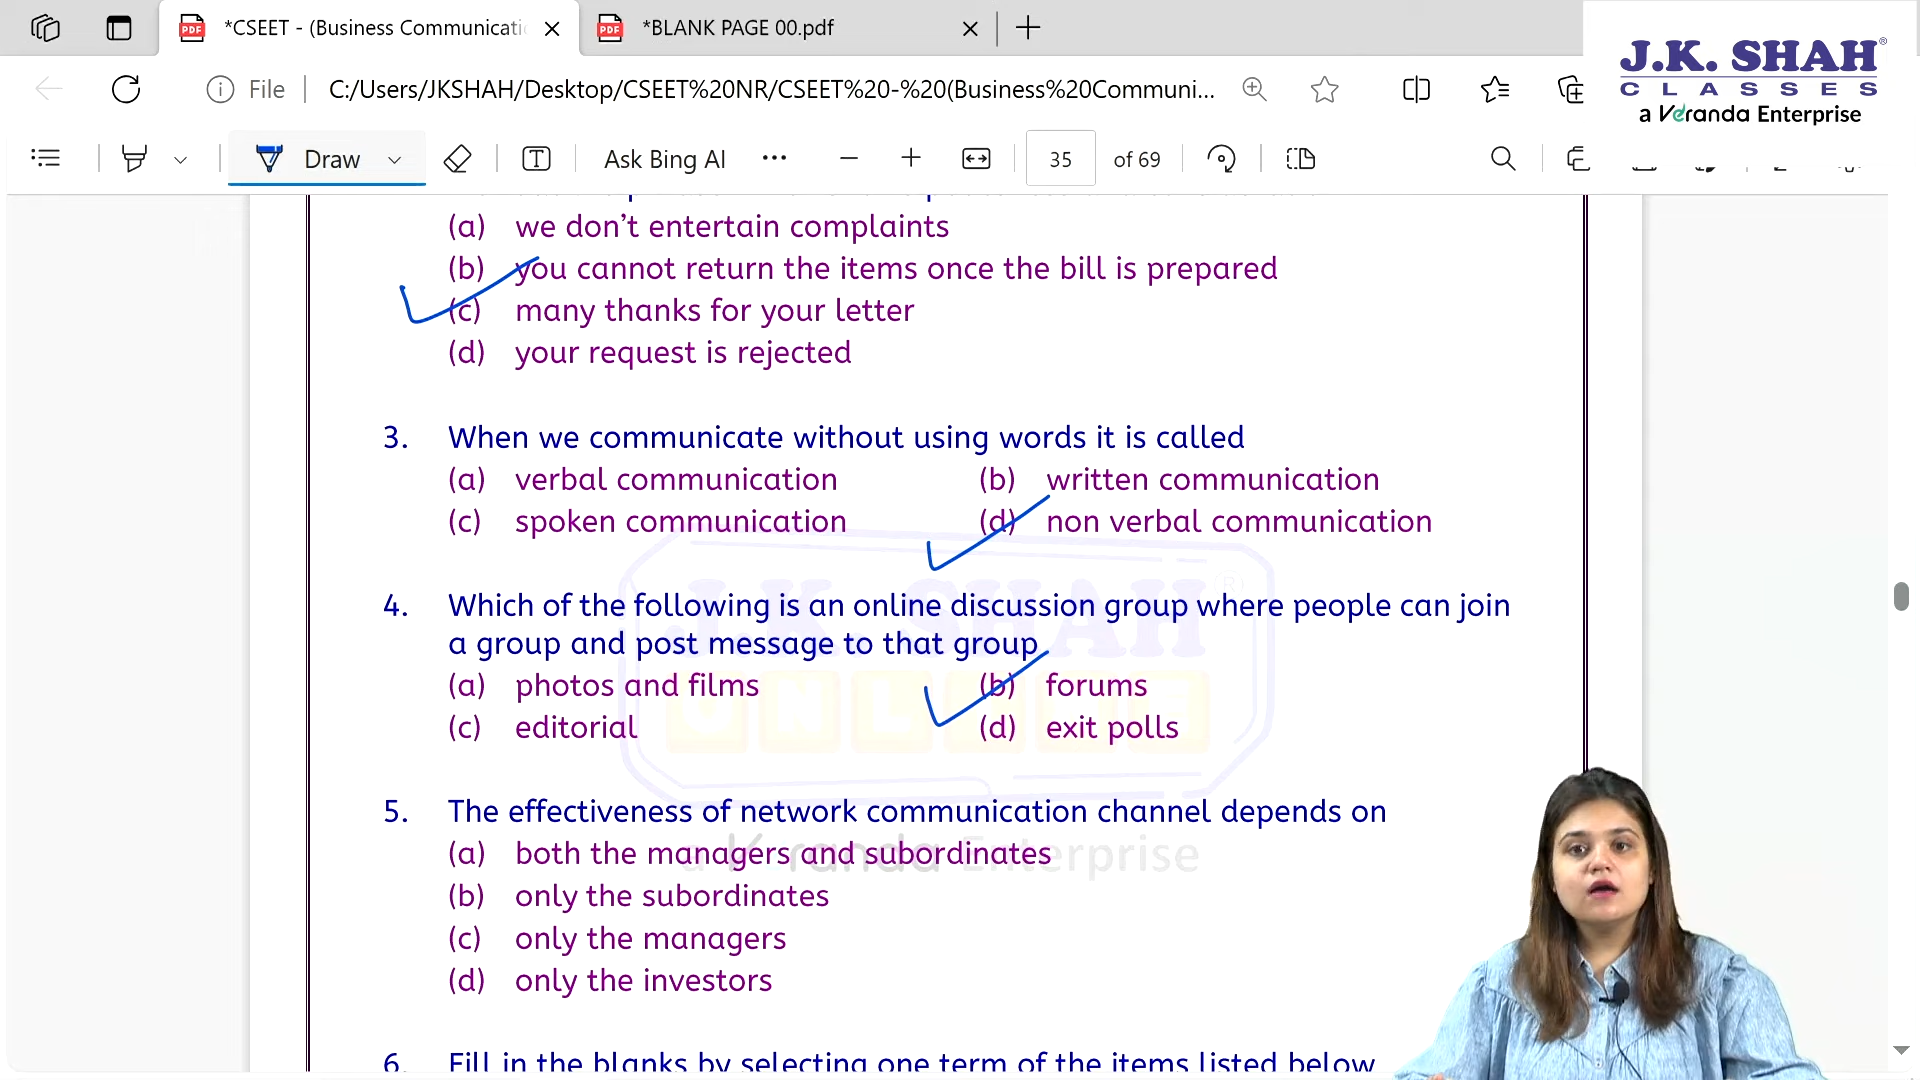 *CSEET - (Business Communicati
*BLANK PAGE 00.pdf
J.K. SHAH®
CLASSES
a Veranda Enterprise
File
C:/Users/JKSHAH/Desktop/CSEET%20NR/CSEET%20-%20(Business%20Communi...
Draw
Ask Bing AI
35
of 69
(a) we don't entertain complaints
(b) you cannot return the items once the bill is prepared
(c) many thanks for your letter
(d) your request is rejected
3. When we communicate without using words it is called
(a) verbal communication (b) written communication
(c) spoken communication (d) non verbal communication
4. Which of the following is an online discussion group where people can join
a group and post message to that group
(a) photos and films (b) forums
(c) editorial (d) exit polls
5. The effectiveness of network communication channel depends on
(a) both the managers and subordinates
(b) only the subordinates
(c) only the managers
(d) only the investors
6. Fill in the blanks by selecting one term of the items listed below
J.K. SHAH®
ONLINE
a Veranda Enterprise